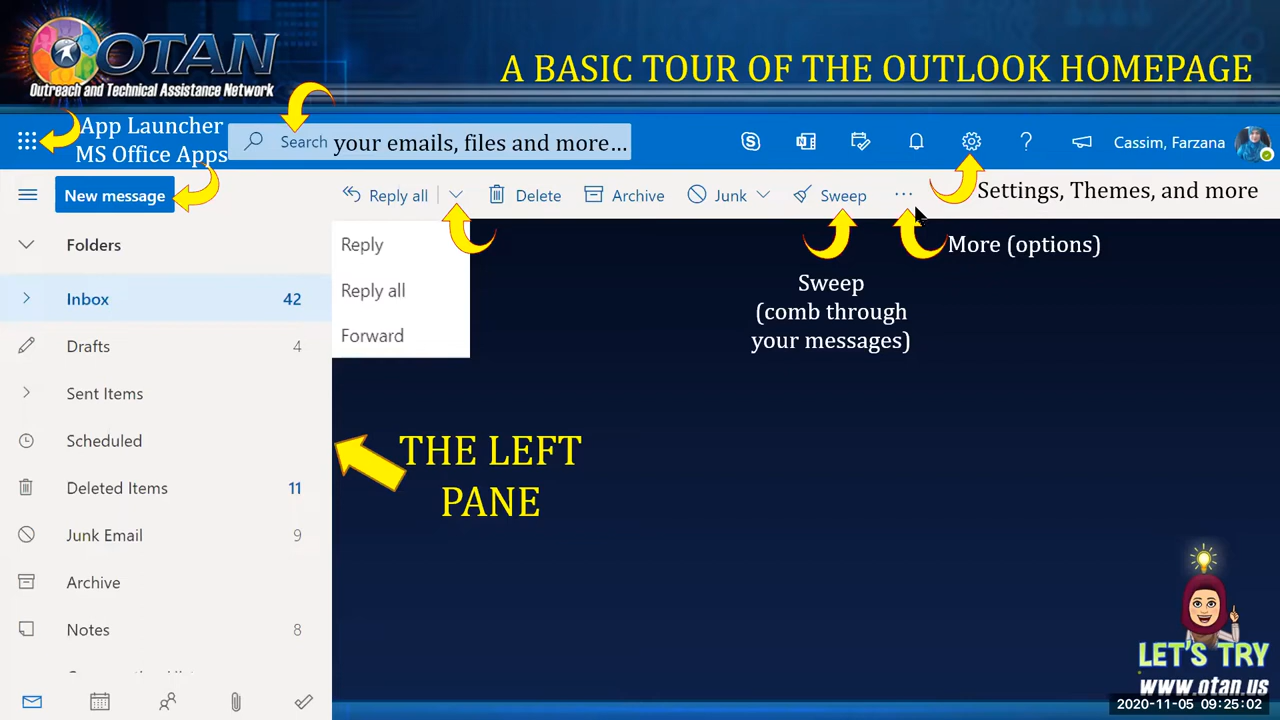 OTAN
Outreach and Technical Assistance Network
A BASIC TOUR OF THE OUTLOOK HOMEPAGE
App Launcher
MS Office Apps
Search your emails, files and more...
Cassim, Farzana
New message
Reply all
Delete
Archive
Junk
Sweep
Settings, Themes, and more
More (options)
Folders
Reply
Reply all
Forward
Sweep
(comb through
your messages)
Inbox 42
Drafts 4
Sent Items
Scheduled
Deleted Items 11
Junk Email 9
Archive
Notes 8
THE LEFT
PANE
LET'S TRY
www.otan.us
2020-11-05 09:25:02